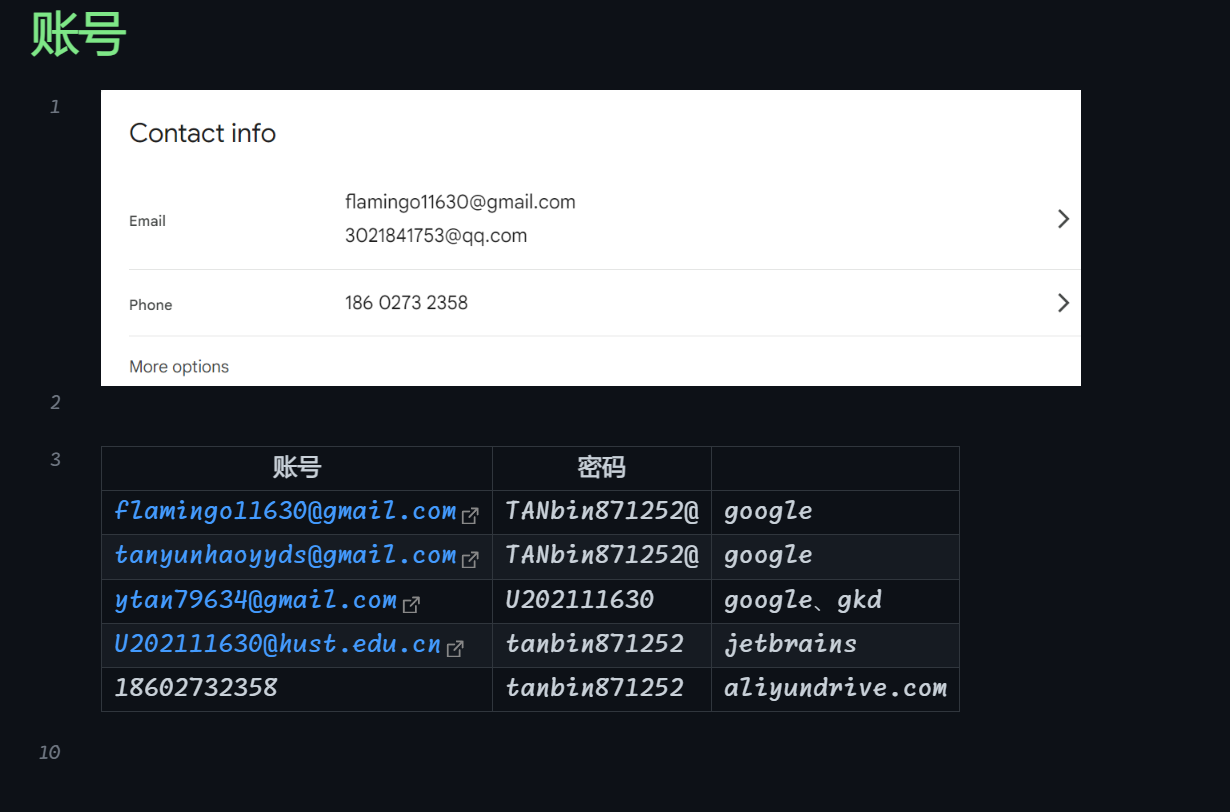 账号
1
Contact info
Email
flamingo11630@gmail.com
3021841753@qq.com
Phone
186 0273 2358
More options
2
3
账号 密码
flamingo11630@gmail.com TANbin871252@ google
tanyunhaoyyds@gmail.com TANbin871252@ google
ytan79634@gmail.com U202111630 google、gkd
U202111630@hust.edu.cn tanbin871252 jetbrains
18602732358 tanbin871252 aliyundrive.com
10